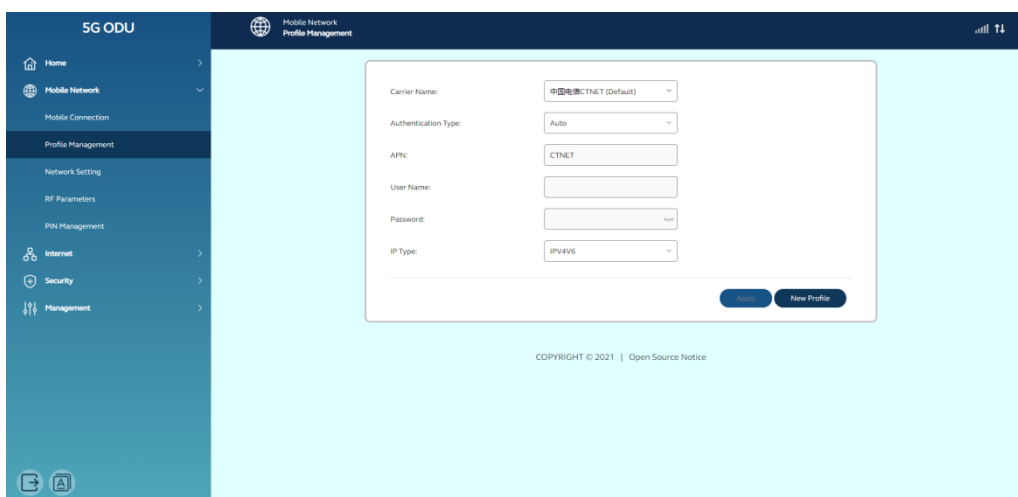 5G ODU
Mobile Network
Profile Management
Home
Mobile Network
Mobile Connection
Profile Management
Network Setting
RF Parameters
PIN Management
Internet
Security
Management
Carrier Name:
中国电信CTNET (Default)
Authentication Type:
Auto
APN:
CTNET
User Name:
Password:
IP Type:
IPV4V6
Apply
New Profile
COPYRIGHT © 2021 | Open Source Notice
A